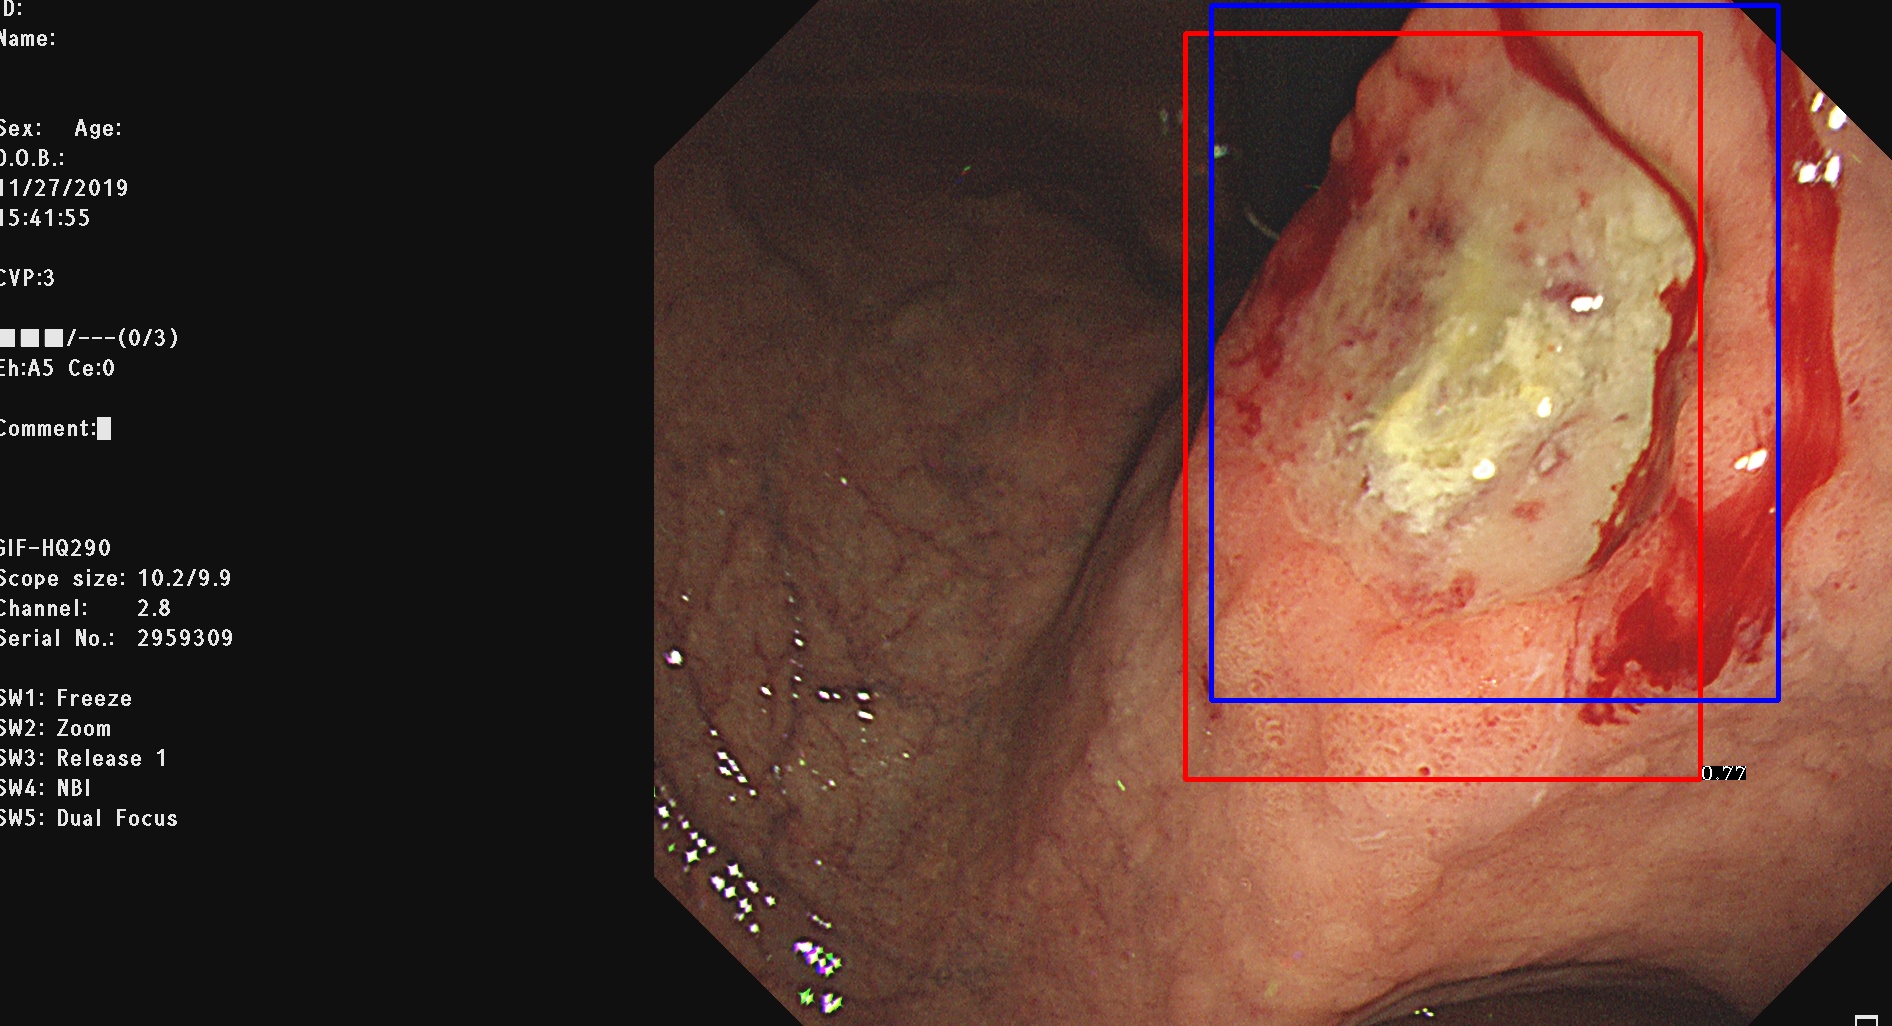 ID:
Name:
Sex: Age:
D.O.B.:
11/27/2019
15:41:55
CVP:3
■■■/---(0/3)
Eh:A5 Ce:0
Comment:
GIF-HQ290
Scope size: 10.2/9.9
Channel: 2.8
Serial No.: 2959309
SW1: Freeze
SW2: Zoom
SW3: Release 1
SW4: NBI
SW5: Dual Focus
0.77